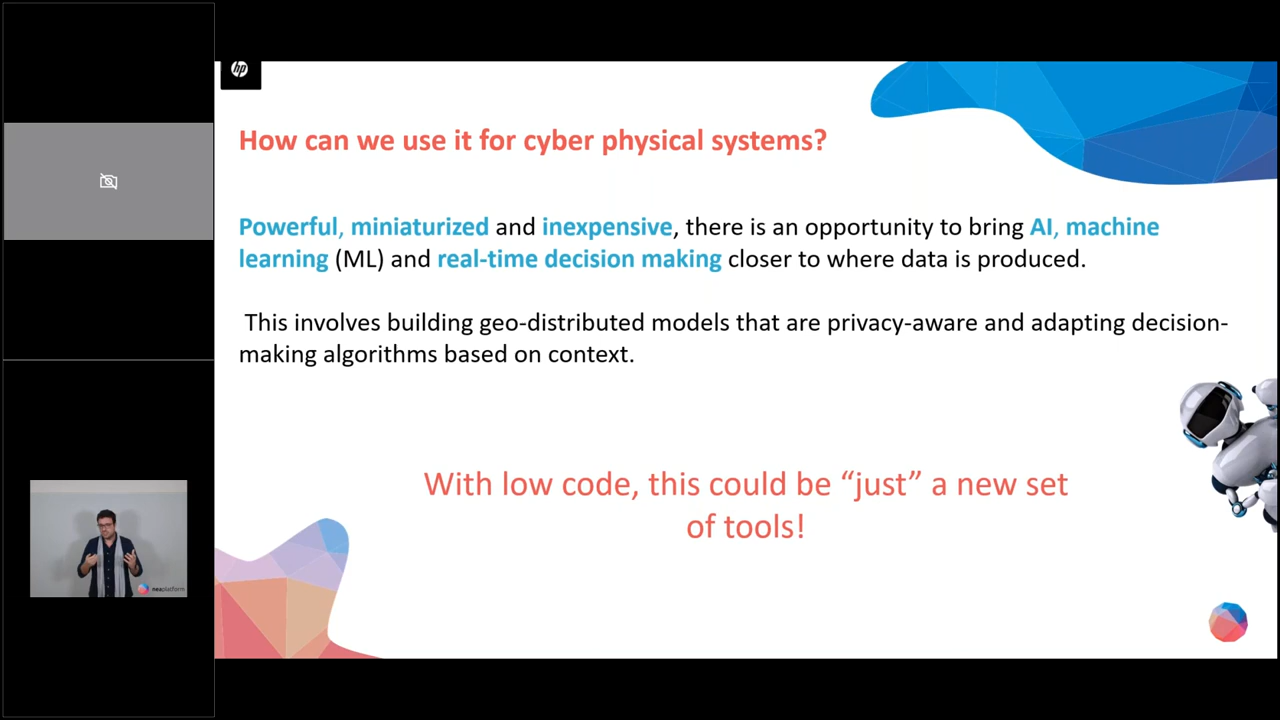 hp
How can we use it for cyber physical systems?
Powerful, miniaturized and inexpensive, there is an opportunity to bring AI, machine
learning (ML) and real-time decision making closer to where data is produced.
This involves building geo-distributed models that are privacy-aware and adapting decision-
making algorithms based on context.
With low code, this could be “just” a new set
of tools!
neaplatform